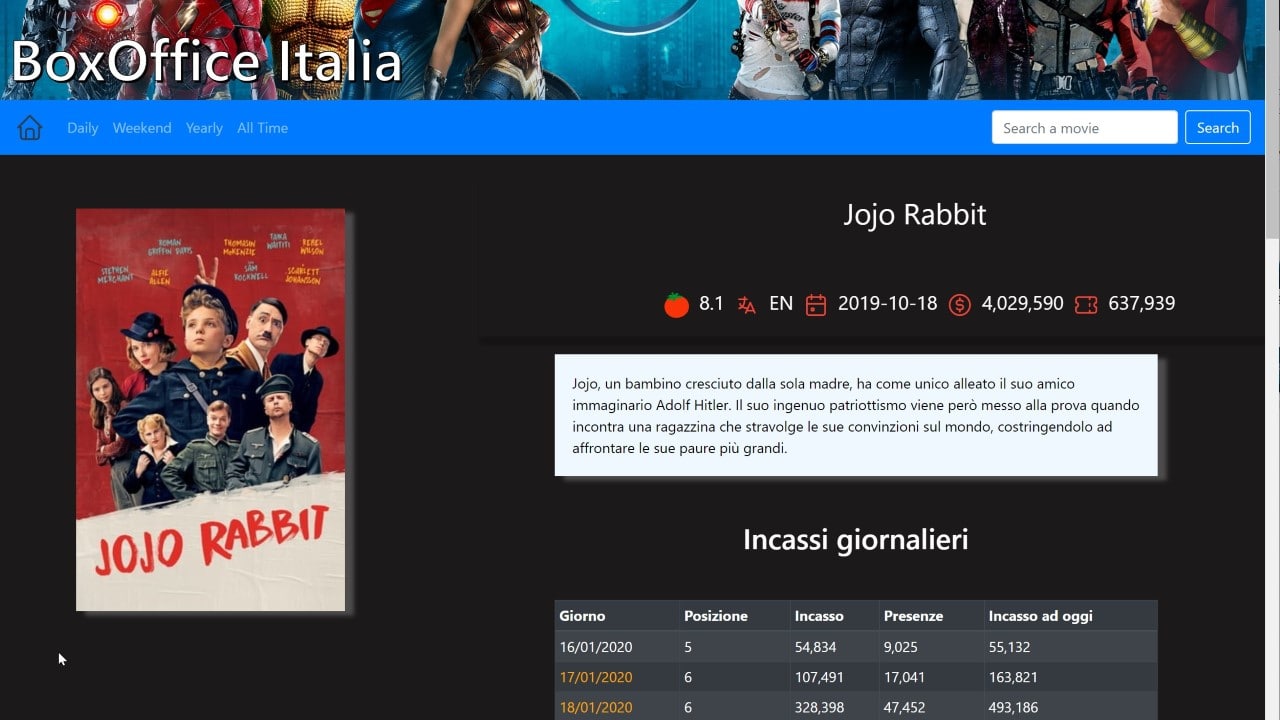 BoxOffice Italia
Daily Weekend Yearly All Time
Search a movie Search
Jojo Rabbit
8.1 EN 2019-10-18 4,029,590 637,939
ROMAN GRIFFIN DAVIS
THOMASIN McKENZIE
TAIKA WAITITI
REBEL WILSON
STEPHEN MERCHANT
ALFIE ALLEN
SAM ROCKWELL
SCARLETT JOHANSSON
JOJO RABBIT
Jojo, un bambino cresciuto dalla sola madre, ha come unico alleato il suo amico
immaginario Adolf Hitler. Il suo ingenuo patriottismo viene però messo alla prova quando
incontra una ragazzina che stravolge le sue convinzioni sul mondo, costringendolo ad
affrontare le sue paure più grandi.
Incassi giornalieri
Giorno Posizione Incasso Presenze Incasso ad oggi
16/01/2020 5 54,834 9,025 55,132
17/01/2020 6 107,491 17,041 163,821
18/01/2020 6 328,398 47,452 493,186